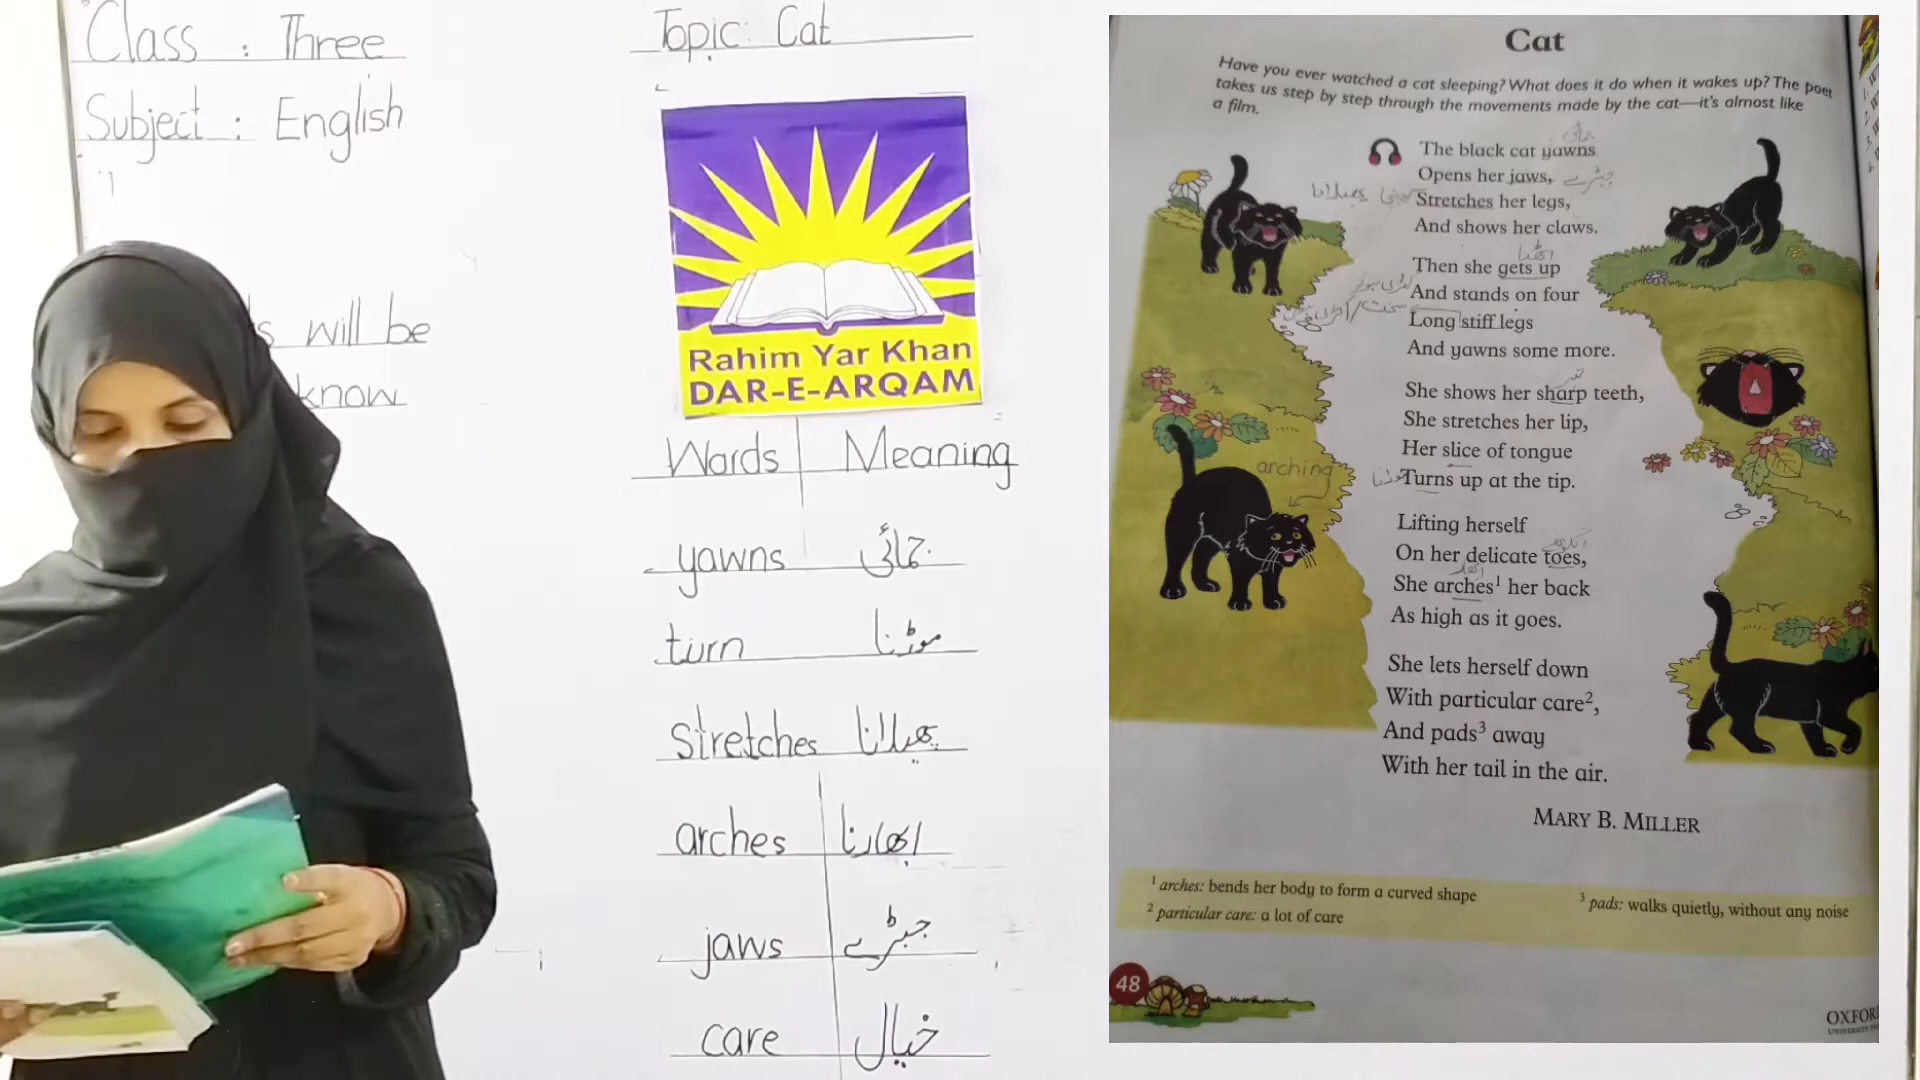 Class : Three
Subject : English
will be
know
Topic: Cat
Rahim Yar Khan
DAR-E-ARQAM
Words Meaning
yawns جمائی
turn موڑنا
stretches پھیلانا
arches ابھارنا
jaws جبڑے
care خیال
Cat
Have you ever watched a cat sleeping? What does it do when it wakes up? The poet
takes us step by step through the movements made by the cat—it's almost like
a film.
جمائی
The black cat yawns
Opens her jaws, جبڑے
پھیلانا Stretches her legs,
And shows her claws.
اٹھنا
Then she gets up
And stands on four
Long stiff legs
And yawns some more.
She shows her sharp teeth,
She stretches her lip,
Her slice of tongue
موڑنا Turns up at the tip.
arching
Lifting herself
On her delicate toes,
She arches¹ her back
As high as it goes.
She lets herself down
With particular care²,
And pads³ away
With her tail in the air.
MARY B. MILLER
¹ arches: bends her body to form a curved shape
² particular care: a lot of care
³ pads: walks quietly, without any noise
48